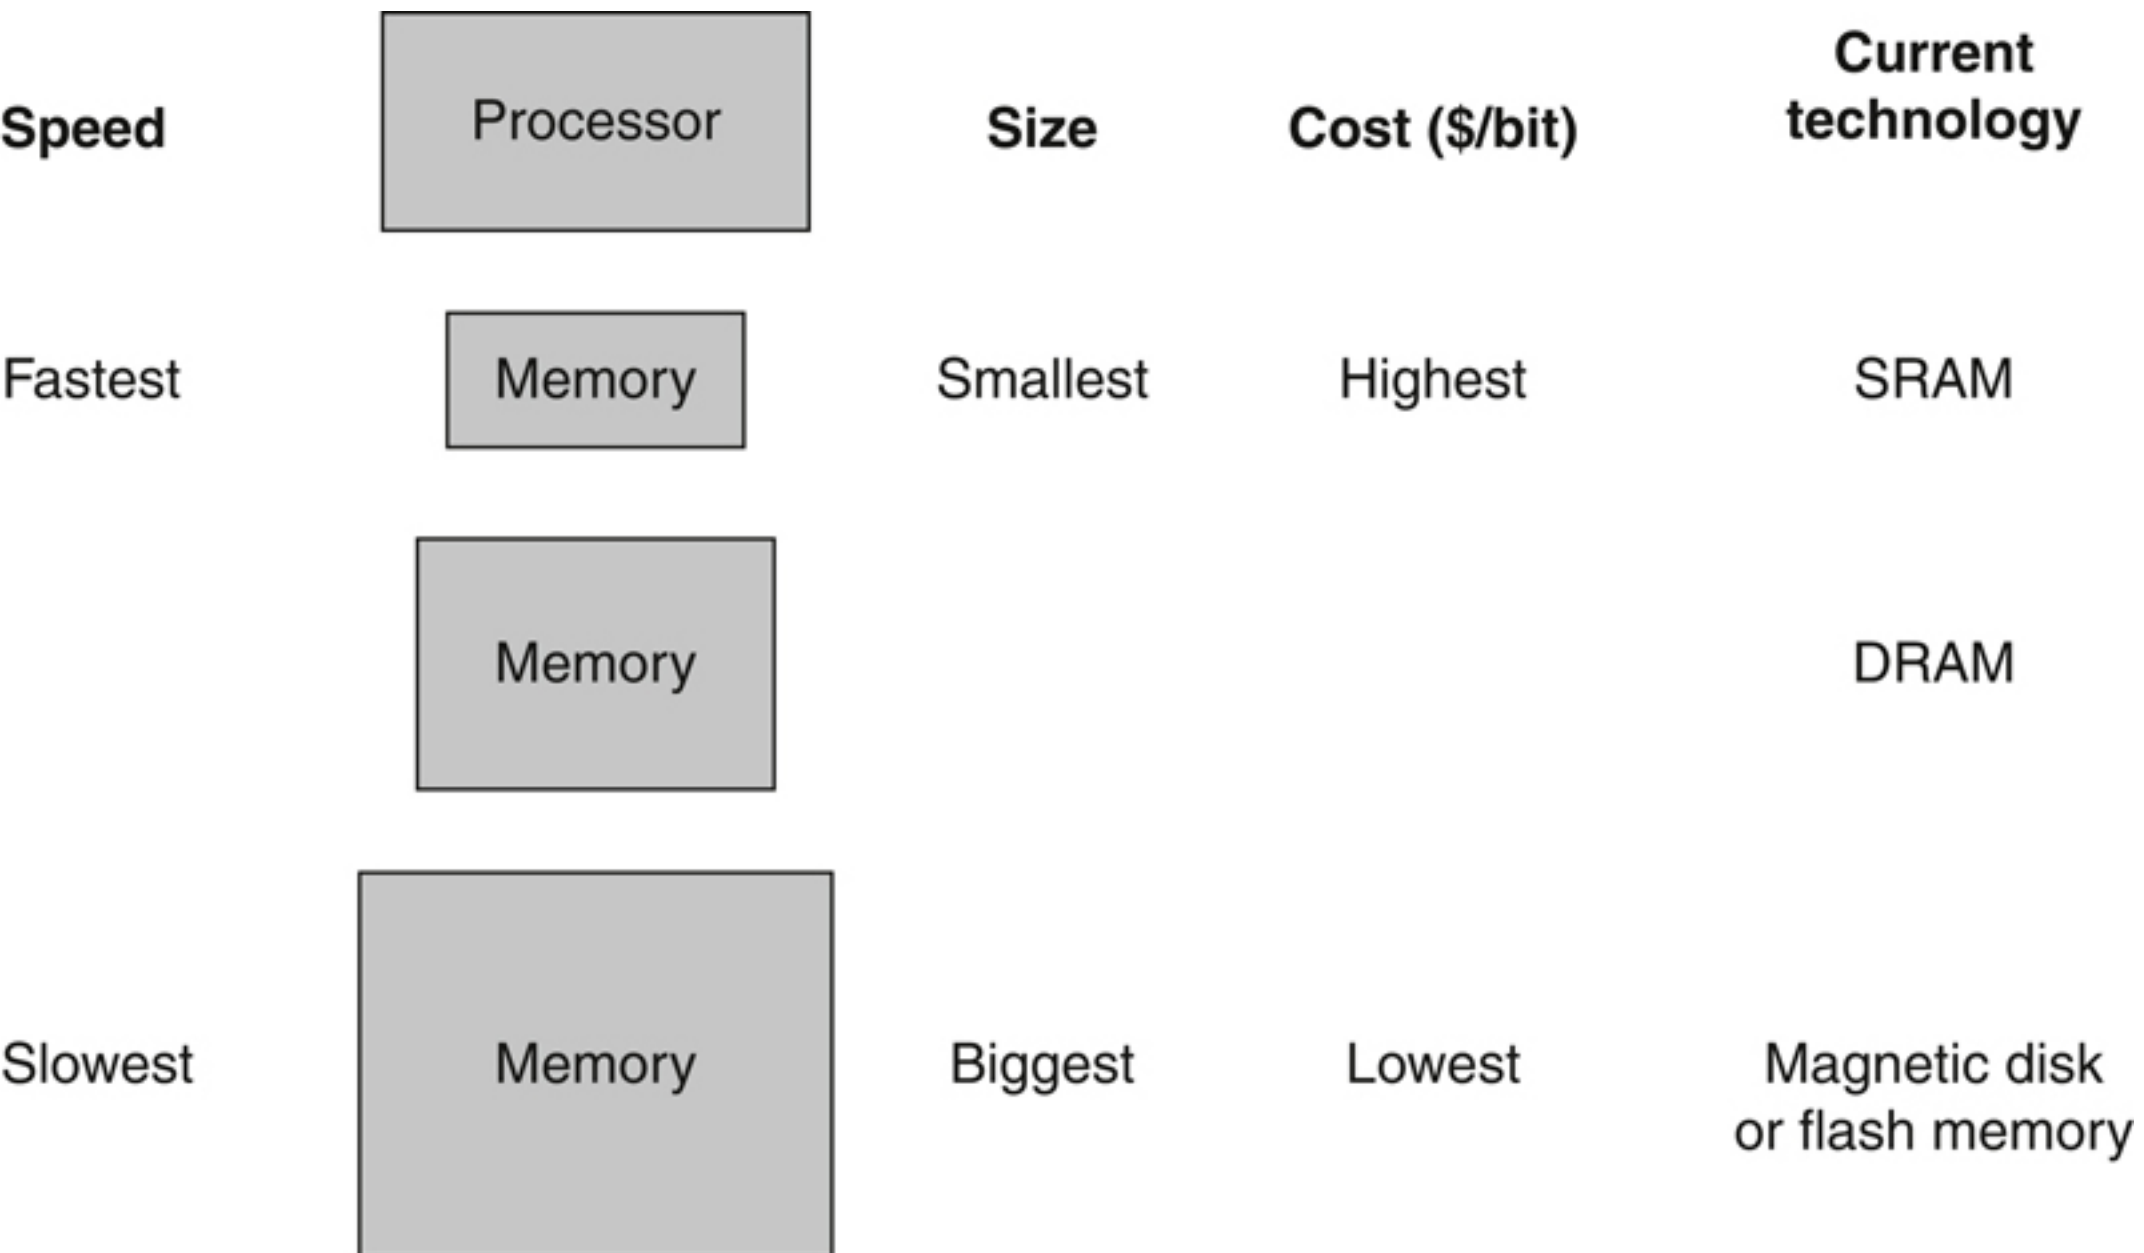 Speed Processor Size Cost ($/bit) Current
technology
Fastest Memory Smallest Highest SRAM
Memory DRAM
Slowest Memory Biggest Lowest Magnetic disk
or flash memory